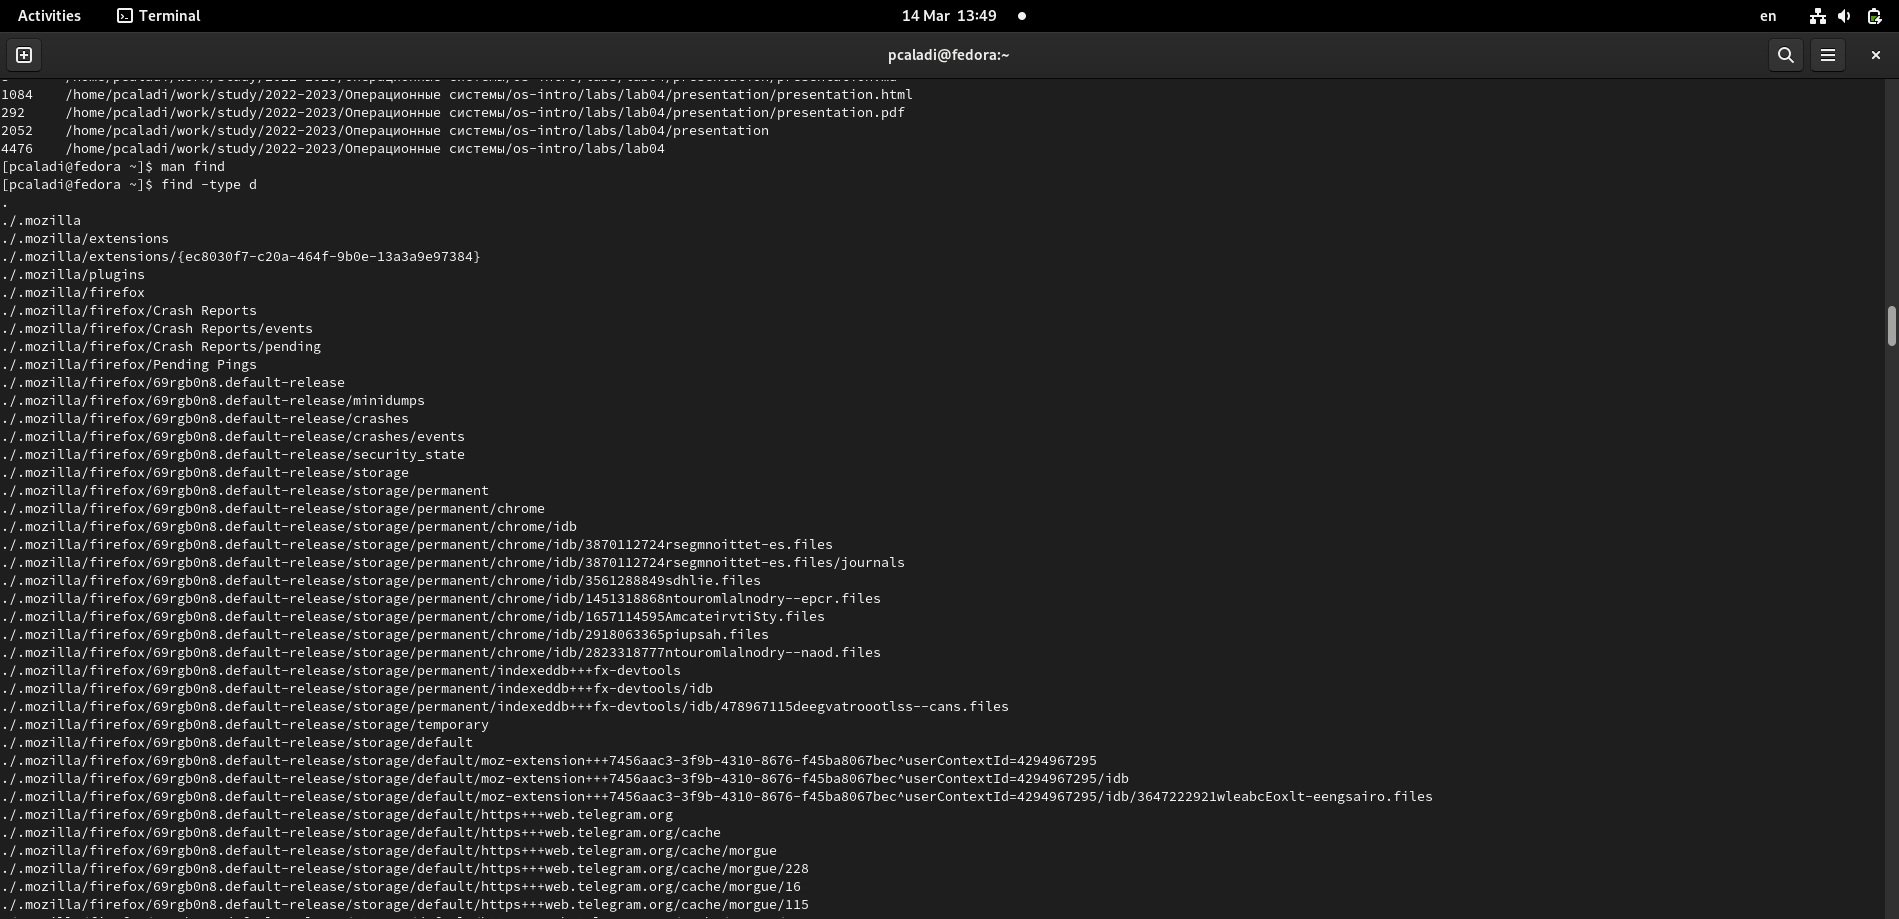 Activities
Terminal
14 Mar 13:49
en
pcaladi@fedora:~
/home/pcaladi/work/study/2022-2023/Операционные системы/os-intro/labs/lab04/presentation/presentation.md
1084 /home/pcaladi/work/study/2022-2023/Операционные системы/os-intro/labs/lab04/presentation/presentation.html
292 /home/pcaladi/work/study/2022-2023/Операционные системы/os-intro/labs/lab04/presentation/presentation.pdf
2052 /home/pcaladi/work/study/2022-2023/Операционные системы/os-intro/labs/lab04/presentation
4476 /home/pcaladi/work/study/2022-2023/Операционные системы/os-intro/labs/lab04
[pcaladi@fedora ~]$ man find
[pcaladi@fedora ~]$ find -type d
.
./.mozilla
./.mozilla/extensions
./.mozilla/extensions/{ec8030f7-c20a-464f-9b0e-13a3a9e97384}
./.mozilla/plugins
./.mozilla/firefox
./.mozilla/firefox/Crash Reports
./.mozilla/firefox/Crash Reports/events
./.mozilla/firefox/Crash Reports/pending
./.mozilla/firefox/Pending Pings
./.mozilla/firefox/69rgb0n8.default-release
./.mozilla/firefox/69rgb0n8.default-release/minidumps
./.mozilla/firefox/69rgb0n8.default-release/crashes
./.mozilla/firefox/69rgb0n8.default-release/crashes/events
./.mozilla/firefox/69rgb0n8.default-release/security_state
./.mozilla/firefox/69rgb0n8.default-release/storage
./.mozilla/firefox/69rgb0n8.default-release/storage/permanent
./.mozilla/firefox/69rgb0n8.default-release/storage/permanent/chrome
./.mozilla/firefox/69rgb0n8.default-release/storage/permanent/chrome/idb
./.mozilla/firefox/69rgb0n8.default-release/storage/permanent/chrome/idb/3870112724rsegmnoittet-es.files
./.mozilla/firefox/69rgb0n8.default-release/storage/permanent/chrome/idb/3870112724rsegmnoittet-es.files/journals
./.mozilla/firefox/69rgb0n8.default-release/storage/permanent/chrome/idb/3561288849sdhlie.files
./.mozilla/firefox/69rgb0n8.default-release/storage/permanent/chrome/idb/1451318868ntouromlalnodry--epcr.files
./.mozilla/firefox/69rgb0n8.default-release/storage/permanent/chrome/idb/1657114595AmcateirvtiSty.files
./.mozilla/firefox/69rgb0n8.default-release/storage/permanent/chrome/idb/2918063365piupsah.files
./.mozilla/firefox/69rgb0n8.default-release/storage/permanent/chrome/idb/2823318777ntouromlalnodry--naod.files
./.mozilla/firefox/69rgb0n8.default-release/storage/permanent/indexeddb+++fx-devtools
./.mozilla/firefox/69rgb0n8.default-release/storage/permanent/indexeddb+++fx-devtools/idb
./.mozilla/firefox/69rgb0n8.default-release/storage/permanent/indexeddb+++fx-devtools/idb/478967115deegvatroootlss--cans.files
./.mozilla/firefox/69rgb0n8.default-release/storage/temporary
./.mozilla/firefox/69rgb0n8.default-release/storage/default
./.mozilla/firefox/69rgb0n8.default-release/storage/default/moz-extension+++7456aac3-3f9b-4310-8676-f45ba8067bec^userContextId=4294967295
./.mozilla/firefox/69rgb0n8.default-release/storage/default/moz-extension+++7456aac3-3f9b-4310-8676-f45ba8067bec^userContextId=4294967295/idb
./.mozilla/firefox/69rgb0n8.default-release/storage/default/moz-extension+++7456aac3-3f9b-4310-8676-f45ba8067bec^userContextId=4294967295/idb/3647222921wleabcEoxlt-eengsairo.files
./.mozilla/firefox/69rgb0n8.default-release/storage/default/https+++web.telegram.org
./.mozilla/firefox/69rgb0n8.default-release/storage/default/https+++web.telegram.org/cache
./.mozilla/firefox/69rgb0n8.default-release/storage/default/https+++web.telegram.org/cache/morgue
./.mozilla/firefox/69rgb0n8.default-release/storage/default/https+++web.telegram.org/cache/morgue/228
./.mozilla/firefox/69rgb0n8.default-release/storage/default/https+++web.telegram.org/cache/morgue/16
./.mozilla/firefox/69rgb0n8.default-release/storage/default/https+++web.telegram.org/cache/morgue/115